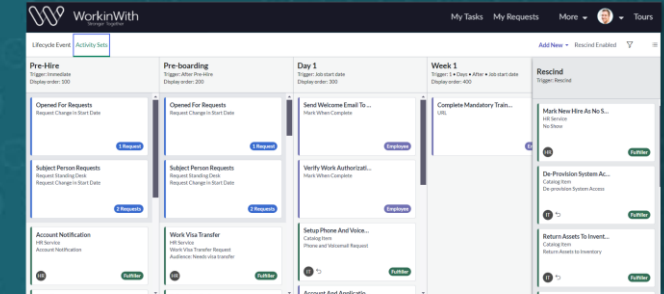 WorkinWith
Stronger Together
My Tasks My Requests More Tours
Lifecycle Event Activity Sets
Add New Rescind Enabled
Pre-Hire
Trigger: Immediate
Display order: 100
Opened For Requests
Request Change in Start Date
1 Request
Subject Person Requests
Request Standing Desk
Request Change in Start Date
2 Requests
Account Notification
HR Service
Account Notification
HR
Fulfiller
Pre-boarding
Trigger: After Pre-Hire
Display order: 200
Opened For Requests
Request Change in Start Date
1 Request
Subject Person Requests
Request Standing Desk
Request Change in Start Date
2 Requests
Work Visa Transfer
HR Service
Work Visa Transfer Request
Audience: Needs visa transfer
HR
Fulfiller
Day 1
Trigger: Job start date
Display order: 300
Send Welcome Email To ...
Mark When Complete
Employee
Verify Work Authorizati...
Mark When Complete
Employee
Setup Phone And Voice...
Catalog Item
Phone and Voicemail Request
IT
Fulfiller
Account And Applicatio...
Week 1
Trigger: 1 • Days • After • Job start date
Display order: 400
Complete Mandatory Train...
URL
Rescind
Trigger: Rescind
Mark New Hire As No S...
HR Service
No Show
HR
Fulfiller
De-Provision System Ac...
Catalog Item
De-provision System Access
IT
Fulfiller
Return Assets To Invent...
Catalog Item
Return Assets to Inventory
IT
Fulfiller